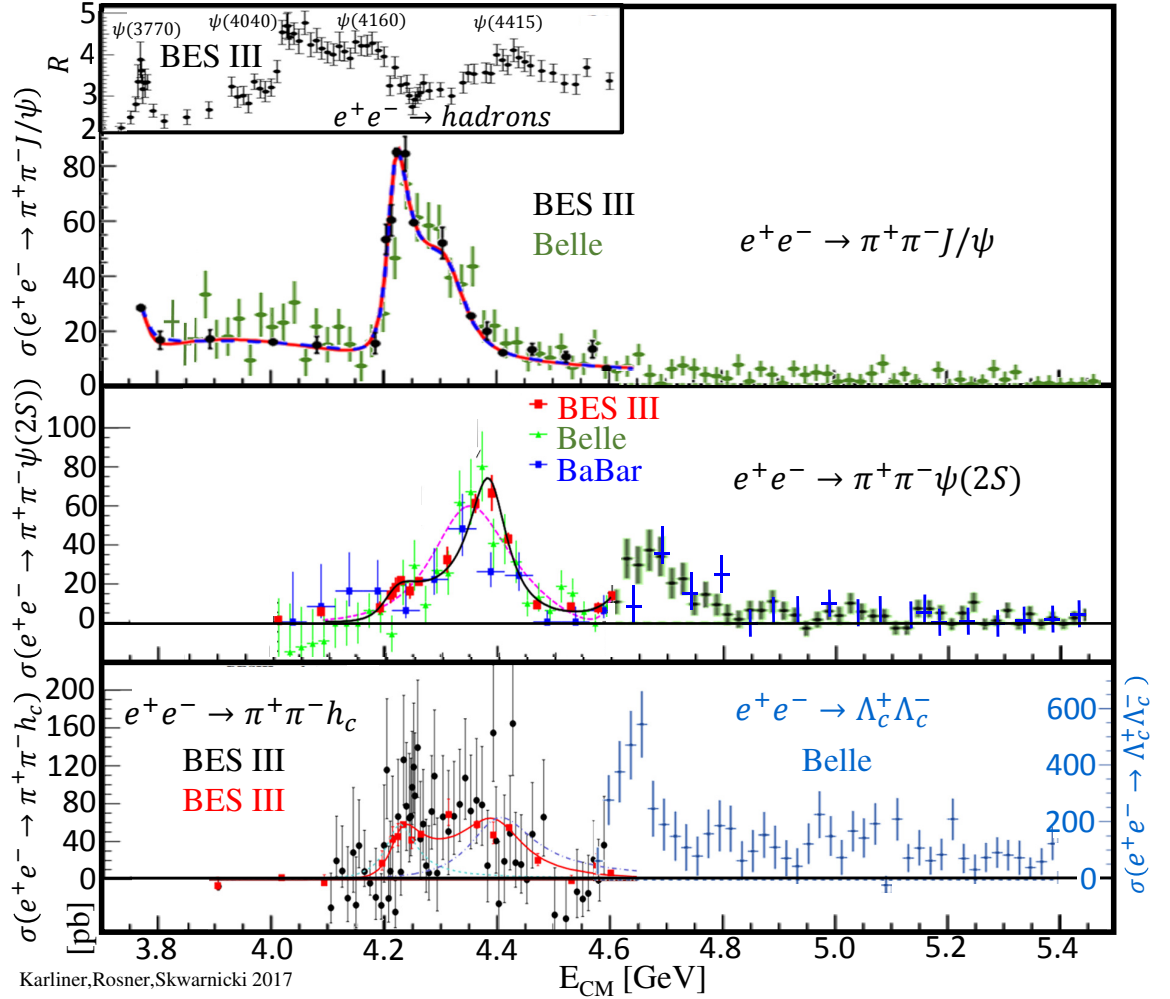 ψ(3770)
ψ(4040)
ψ(4160)
ψ(4415)
BES III
e⁺e⁻ → hadrons
R
5
4
3
2
σ(e⁺e⁻ → π⁺π⁻J/ψ)
80
60
40
20
0
BES III
Belle
e⁺e⁻ → π⁺π⁻J/ψ
σ(e⁺e⁻ → π⁺π⁻ψ(2S)
100
80
60
40
20
0
BES III
Belle
BaBar
e⁺e⁻ → π⁺π⁻ψ(2S)
σ(e⁺e⁻ → π⁺π⁻h_c)
[pb]
200
160
120
80
40
0
e⁺e⁻ → π⁺π⁻h_c
BES III
BES III
e⁺e⁻ → Λ_c⁺Λ_c⁻
Belle
600
400
200
0
σ(e⁺e⁻ → Λ_c⁺Λ_c⁻)
3.8 4.0 4.2 4.4 4.6 4.8 5.0 5.2 5.4
E_CM [GeV]
Karliner,Rosner,Skwarnicki 2017